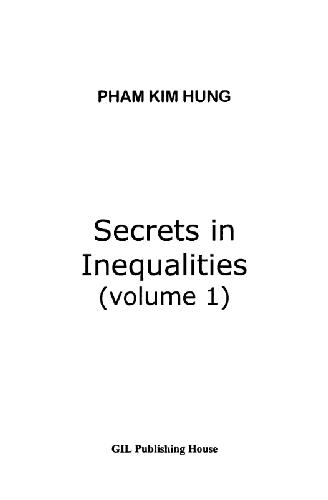 PHAM KIM HUNG
Secrets in
Inequalities
(volume 1)
GIL Publishing House